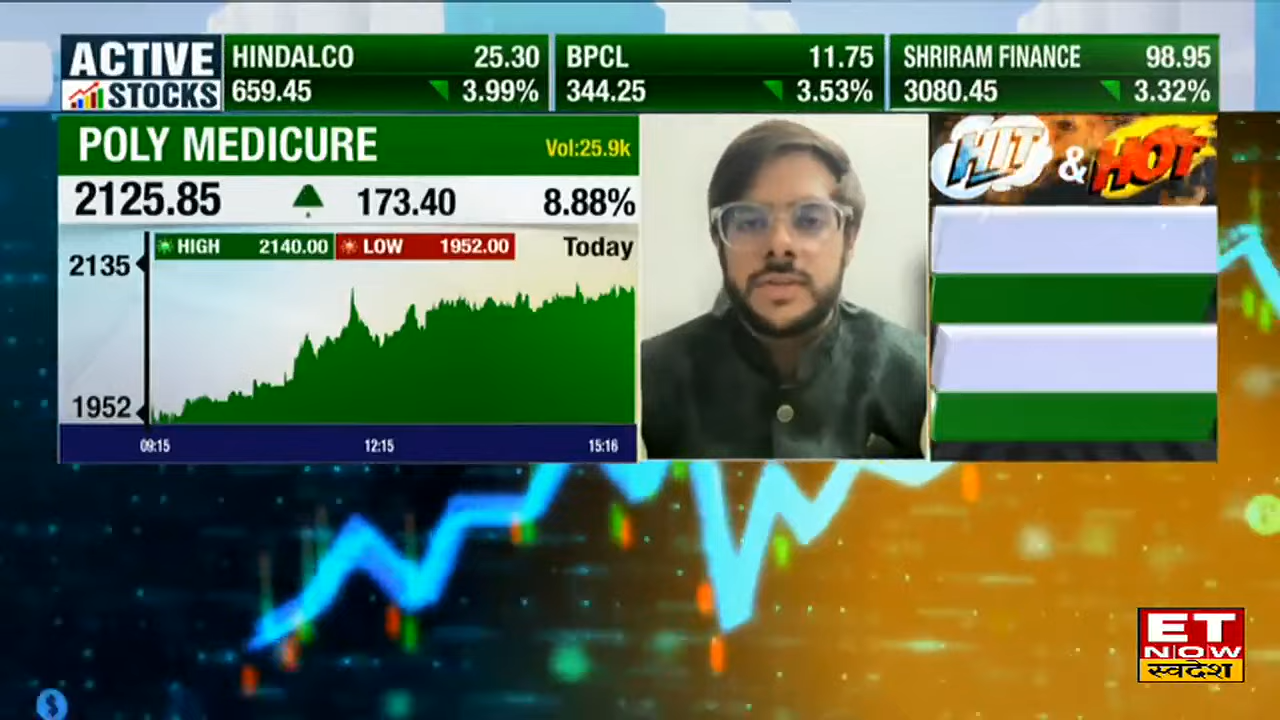 ACTIVE
STOCKS
HINDALCO 25.30
659.45 3.99%
BPCL 11.75
344.25 3.53%
SHRIRAM FINANCE 98.95
3080.45 3.32%
POLY MEDICURE Vol:25.9k
2125.85 173.40 8.88%
HIGH 2140.00 LOW 1952.00 Today
2135
1952
09:15 12:15 15:16
HIT & HOT
ET
NOW
स्वदेश